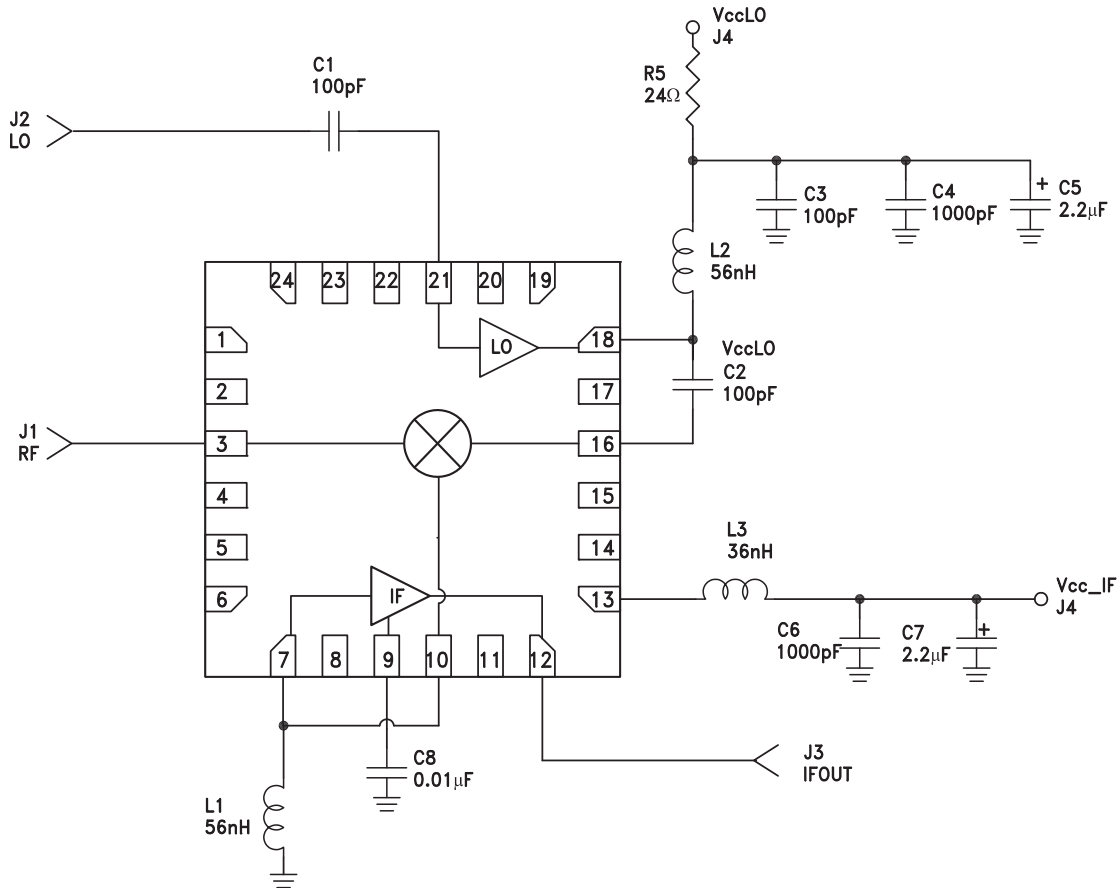 VccLO
J4
R5
24Ω
C1
100pF
J2
LO
C3
100pF
C4
1000pF
+
C5
2.2μF
L2
56nH
24
23
22
21
20
19
1
2
3
4
5
6
LO
18
17
16
15
14
13
VccLO
C2
100pF
J1
RF
L3
36nH
Vcc_IF
J4
C6
1000pF
C7
2.2μF
+
IF
7
8
9
10
11
12
C8
0.01μF
J3
IFOUT
L1
56nH